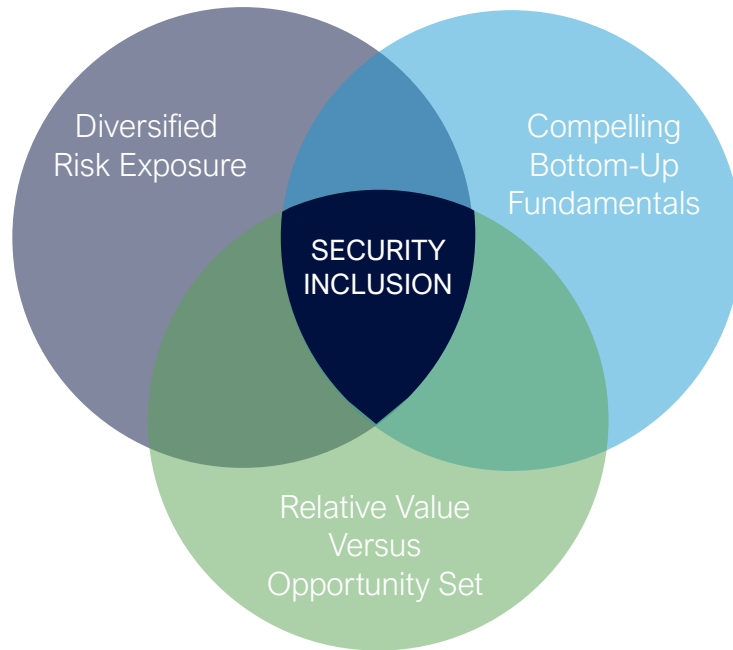 Diversified
Risk Exposure
Compelling
Bottom-Up
Fundamentals
SECURITY
INCLUSION
Relative Value
Versus
Opportunity Set